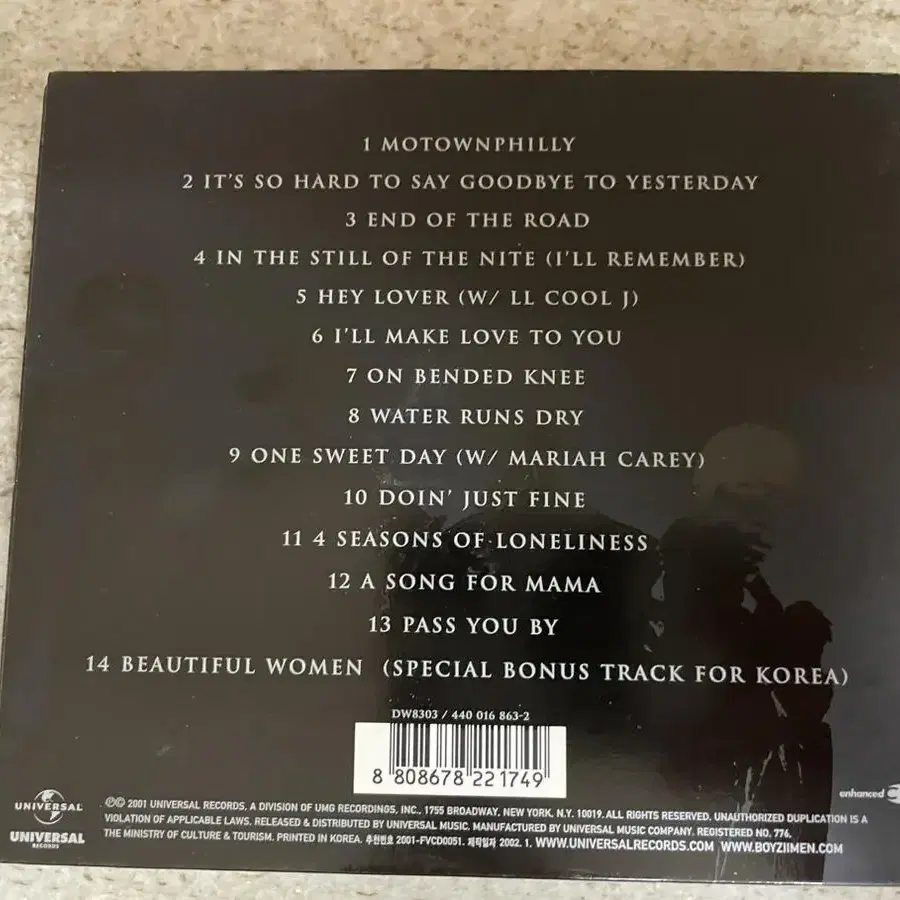 1 MOTOWNPHILLY
2 IT'S SO HARD TO SAY GOODBYE TO YESTERDAY
3 END OF THE ROAD
4 IN THE STILL OF THE NITE (I'LL REMEMBER)
5 HEY LOVER (W/ LL COOL J)
6 I'LL MAKE LOVE TO YOU
7 ON BENDED KNEE
8 WATER RUNS DRY
9 ONE SWEET DAY (W/ MARIAH CAREY)
10 DOIN' JUST FINE
11 4 SEASONS OF LONELINESS
12 A SONG FOR MAMA
13 PASS YOU BY
14 BEAUTIFUL WOMEN (SPECIAL BONUS TRACK FOR KOREA)
DW8303 / 440 016 863-2
8 808678 221749
enhanced
UNIVERSAL
UNIVERSAL
RECORDS
℗© 2001 UNIVERSAL RECORDS, A DIVISION OF UMG RECORDINGS, INC., 1755 BROADWAY, NEW YORK, N.Y. 10019. ALL RIGHTS RESERVED. UNAUTHORIZED DUPLICATION IS A
VIOLATION OF APPLICABLE LAWS. RELEASED & DISTRIBUTED BY UNIVERSAL MUSIC. MANUFACTURED BY UNIVERSAL MUSIC COMPANY. REGISTERED NO. 776,
THE MINISTRY OF CULTURE & TOURISM. PRINTED IN KOREA. 추천번호 2001-FVCD0051. 제작일자 2002. 1. WWW.UNIVERSALRECORDS.COM WWW.BOYZIIMEN.COM